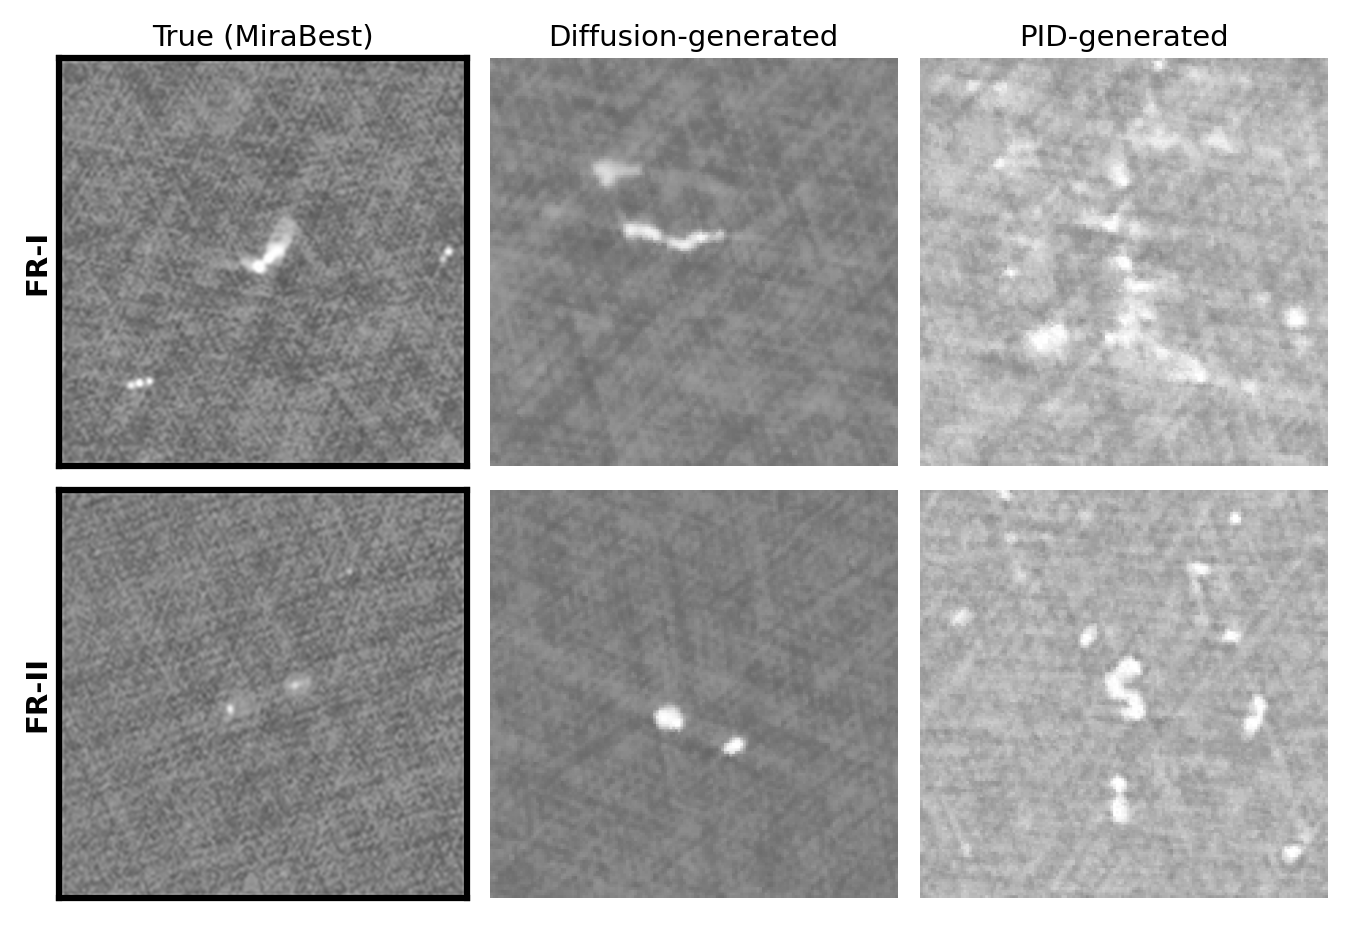 True (MiraBest)
Diffusion-generated
PID-generated
FR-I
FR-II